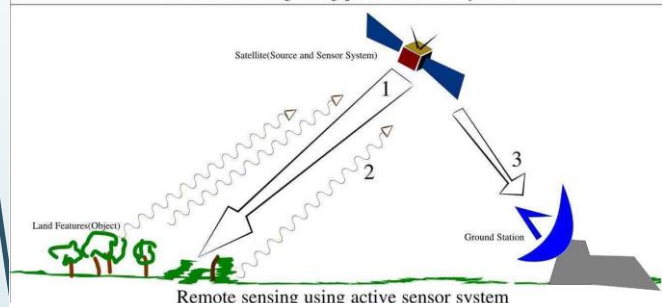 Satellite(Source and Sensor System)
1
2
3
Land Features(Object)
Ground Station
Remote sensing using active sensor system